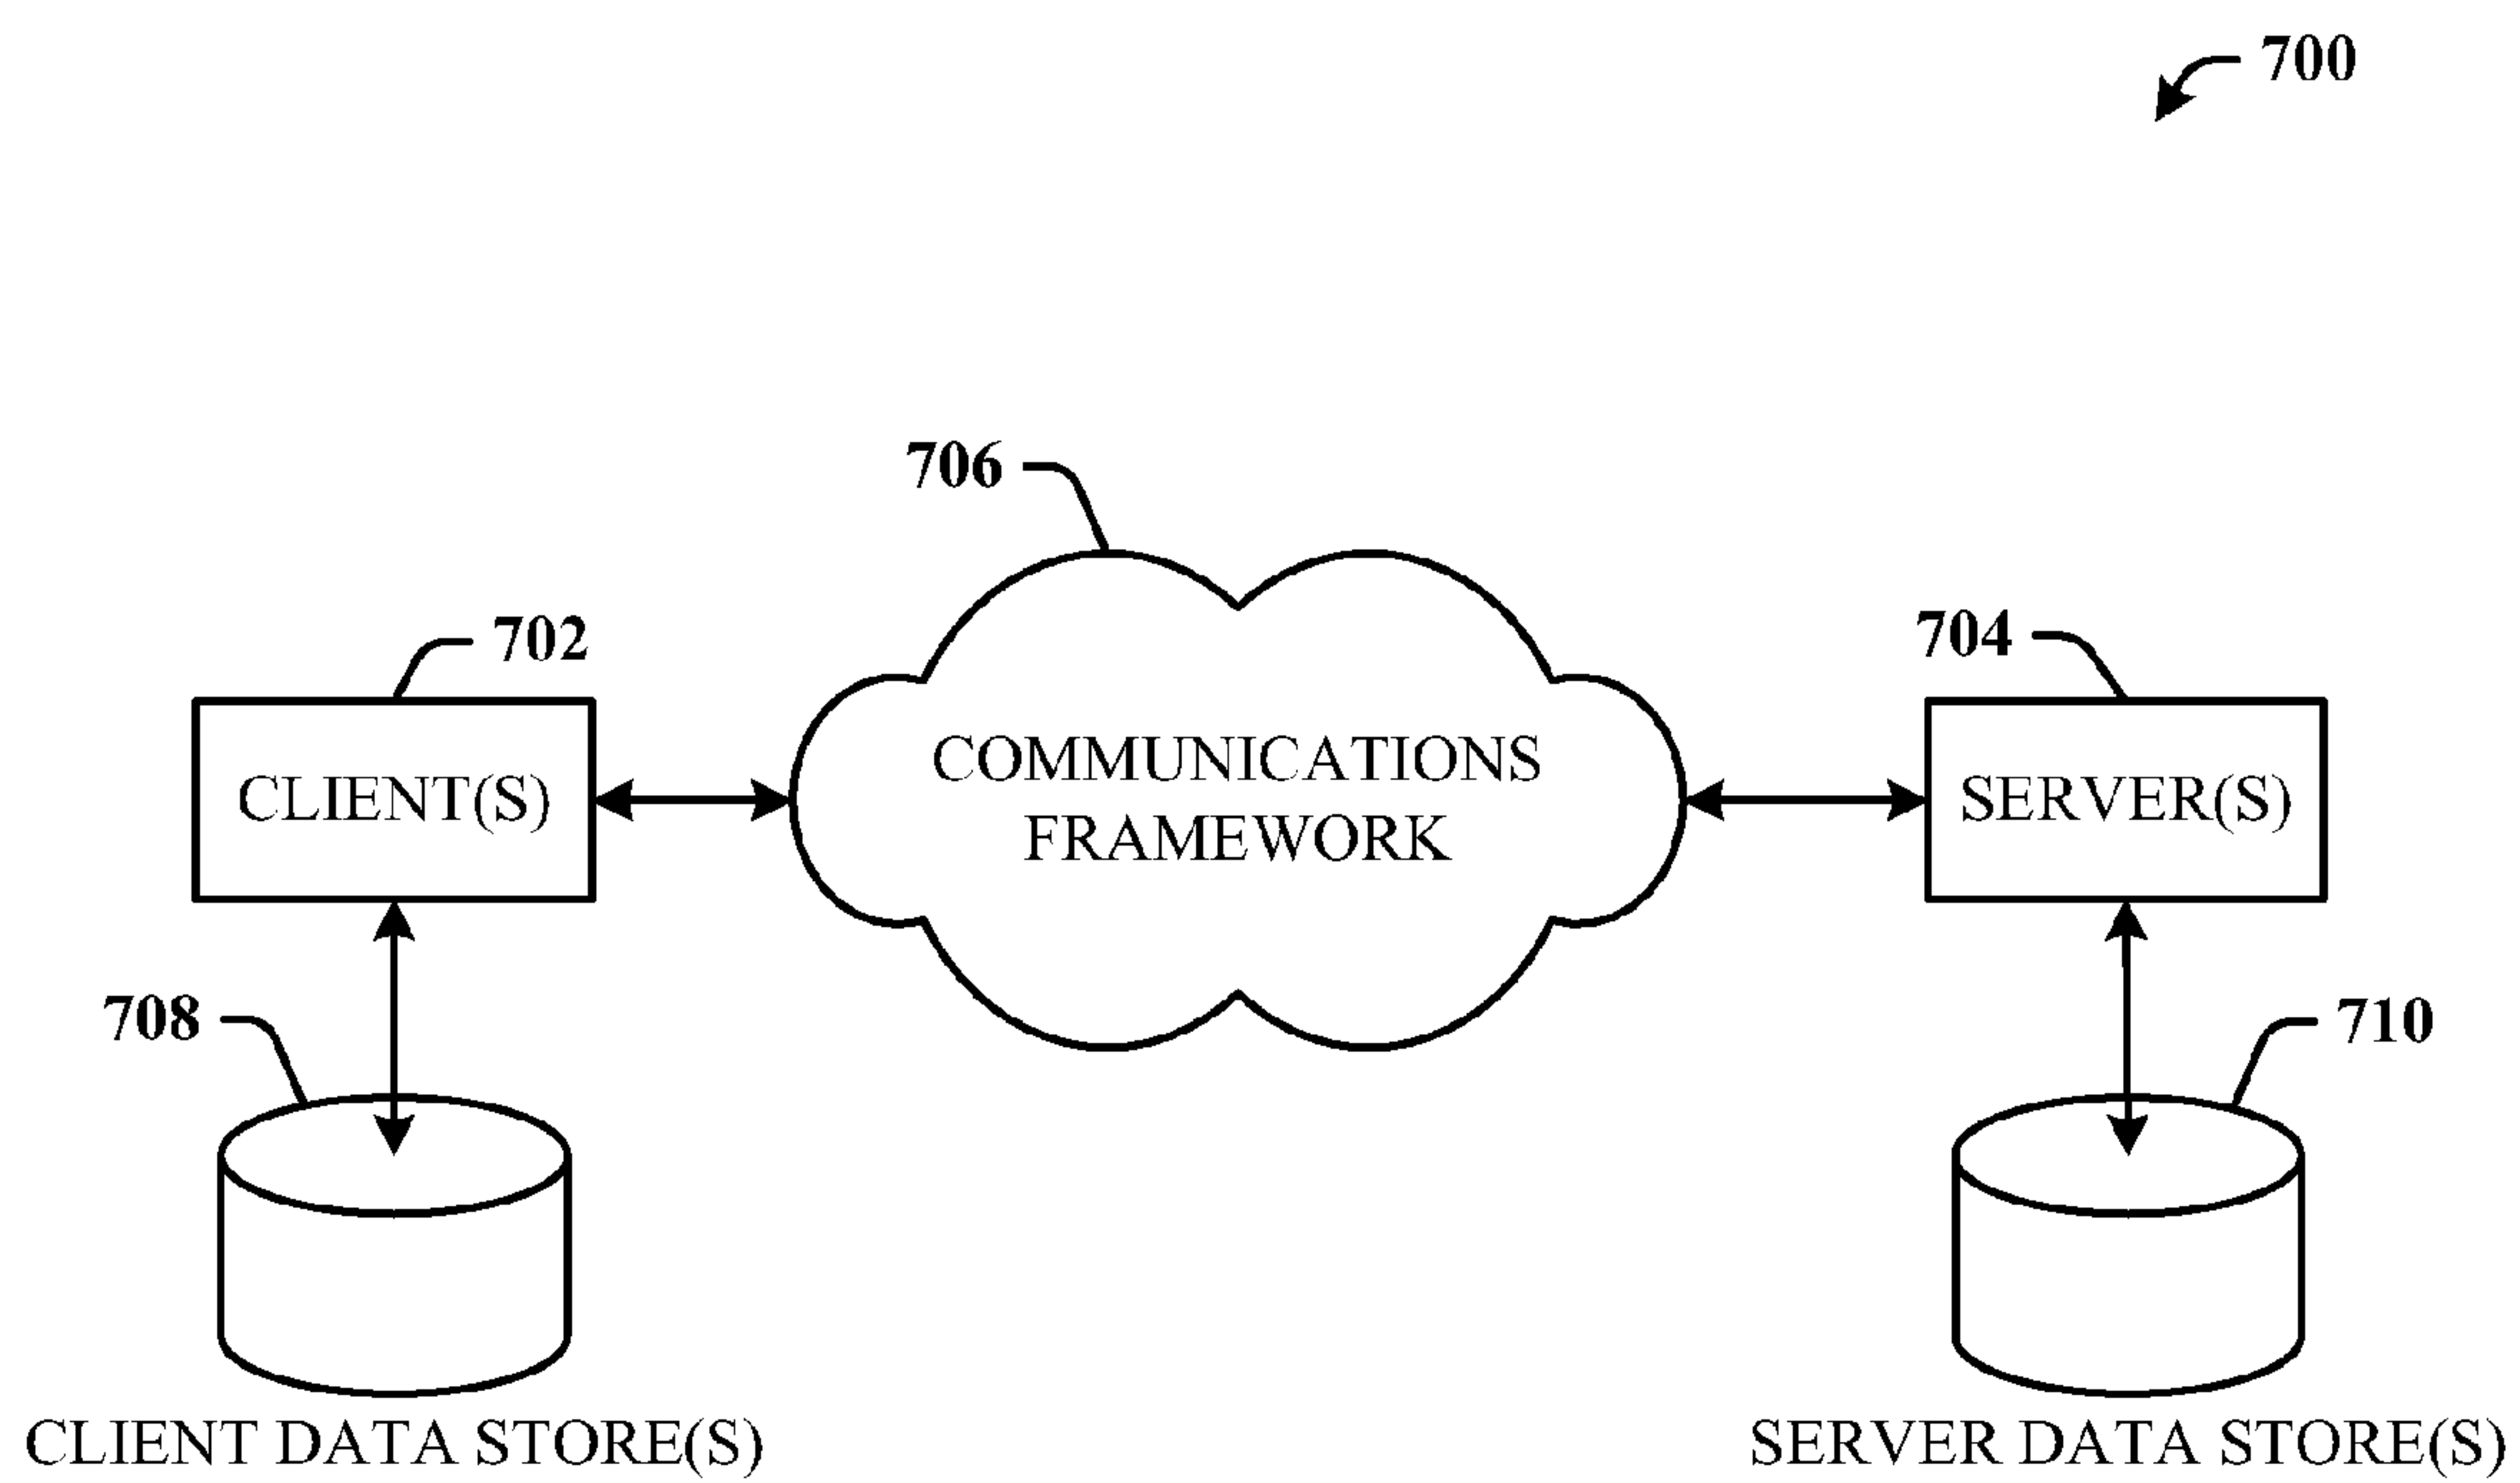 700
706
702
704
CLIENT(S)
COMMUNICATIONS
FRAMEWORK
SERVER(S)
708
710
CLIENT DATA STORE(S)
SERVER DATA STORE(S)